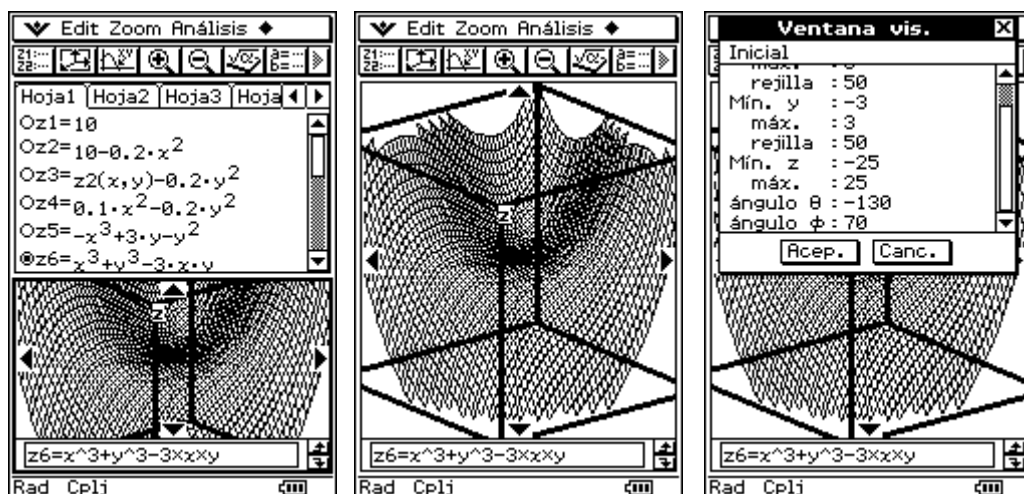 Edit Zoom Análisis
Hoja1 Hoja2 Hoja3 Hoja
z1=10
z2=10-0.2·x²
z3=z2(x,y)-0.2·y²
z4=0.1·x²-0.2·y²
z5=-x³+3·y-y²
z6=x³+y³-3·x·y
z
z6=x^3+y^3-3×x×y
Rad Cplj
Edit Zoom Análisis
z
z6=x^3+y^3-3×x×y
Rad Cplj
Ventana vis.
Inicial
máx. :3
rejilla :50
Mín. y :-3
máx. :3
rejilla :50
Mín. z :-25
máx. :25
ángulo θ:-130
ángulo φ:70
Acep. Canc.
z6=x^3+y^3-3×x×y
Rad Cplj